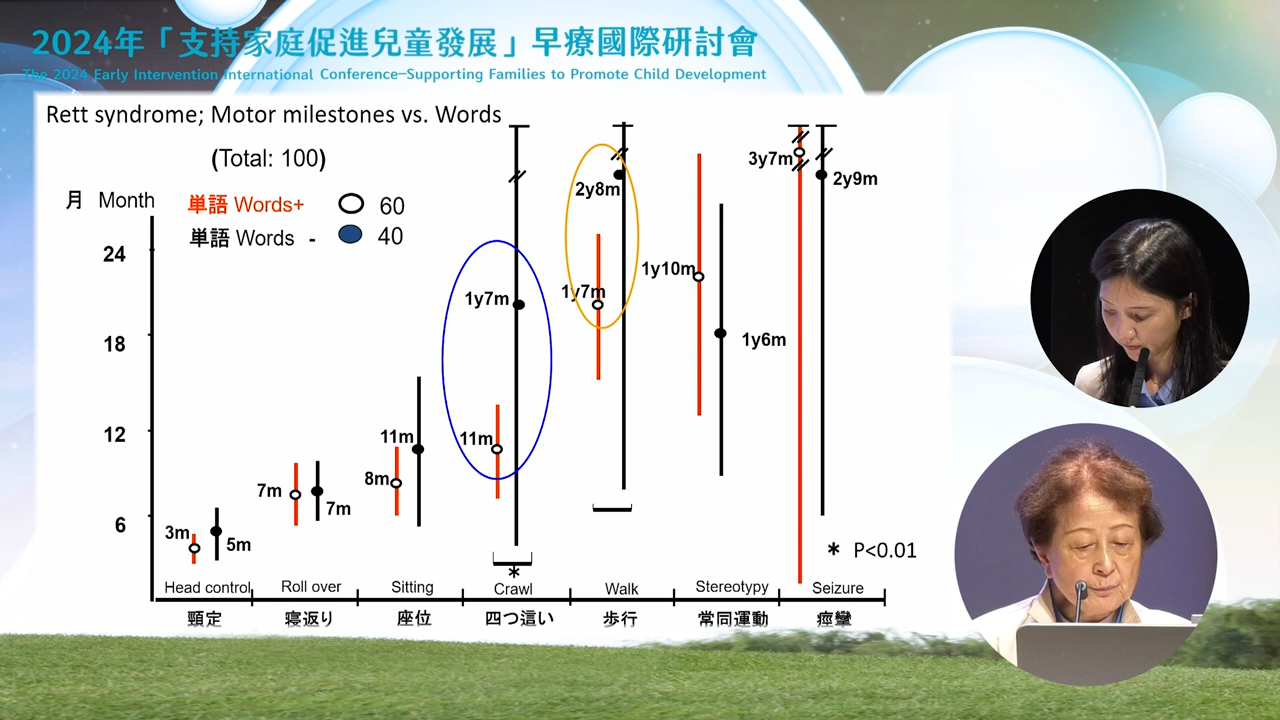 2024年「支持家庭促進兒童發展」早療國際研討會
The 2024 Early Intervention International Conference-Supporting Families to Promote Child Development
Rett syndrome; Motor milestones vs. Words
(Total: 100)
月 Month
単語 Words+ 60
単語 Words - 40
24
18
12
6
3m
5m
7m
7m
8m
11m
11m
1y7m
1y7m
2y8m
1y10m
1y6m
3y7m
2y9m
* P<0.01
*
Head control Roll over Sitting Crawl Walk Stereotypy Seizure
頸定 寝返り 座位 四つ這い 歩行 常同運動 痙攣